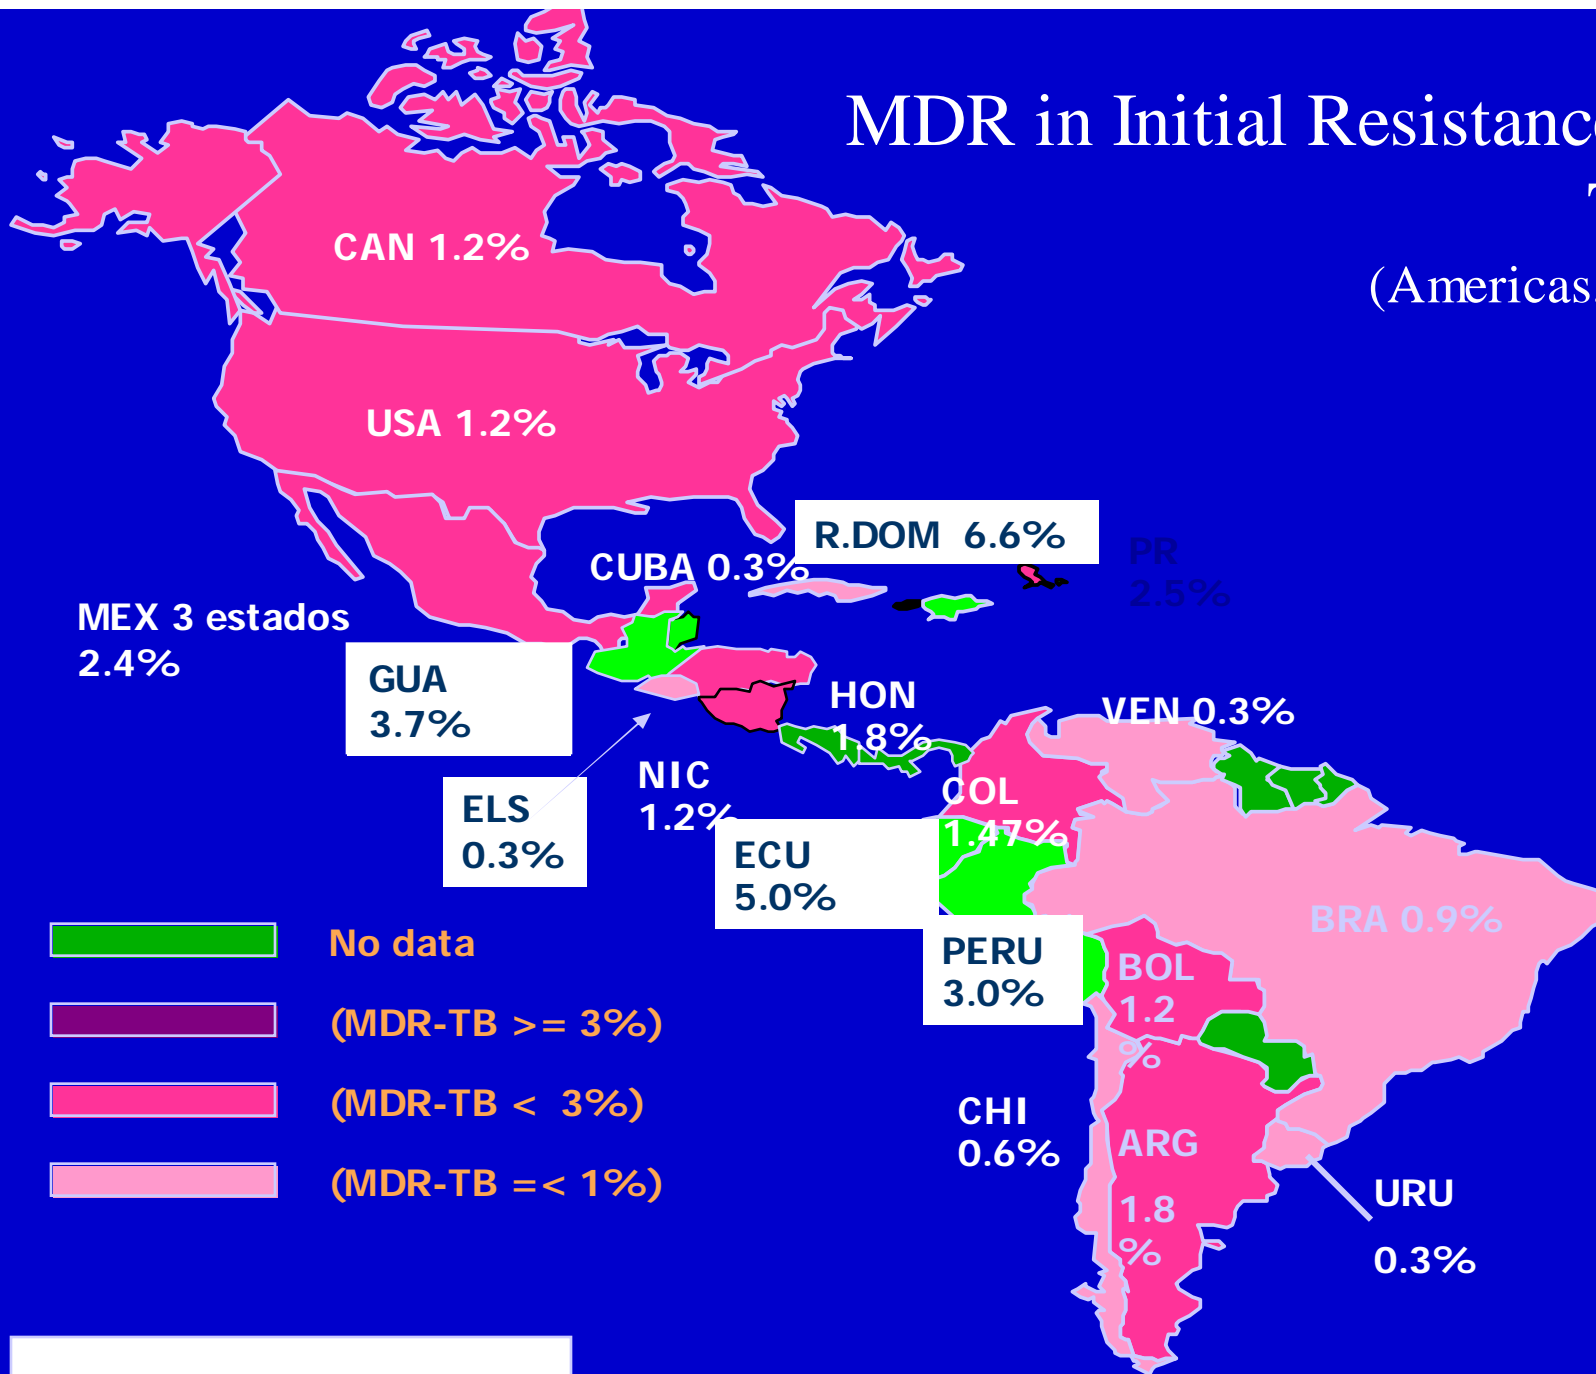 MDR in Initial Resistance
T
(Americas.
CAN 1.2%
USA 1.2%
R.DOM 6.6%
PR
2.5%
CUBA 0.3%
MEX 3 estados
2.4%
GUA
3.7%
HON
1.8%
VEN 0.3%
NIC
1.2%
COL
1.47%
ELS
0.3%
ECU
5.0%
BRA 0.9%
PERU
3.0%
BOL
1.2
%
CHI
0.6%
ARG
1.8
%
URU
0.3%
No data
(MDR-TB >= 3%)
(MDR-TB < 3%)
(MDR-TB =< 1%)